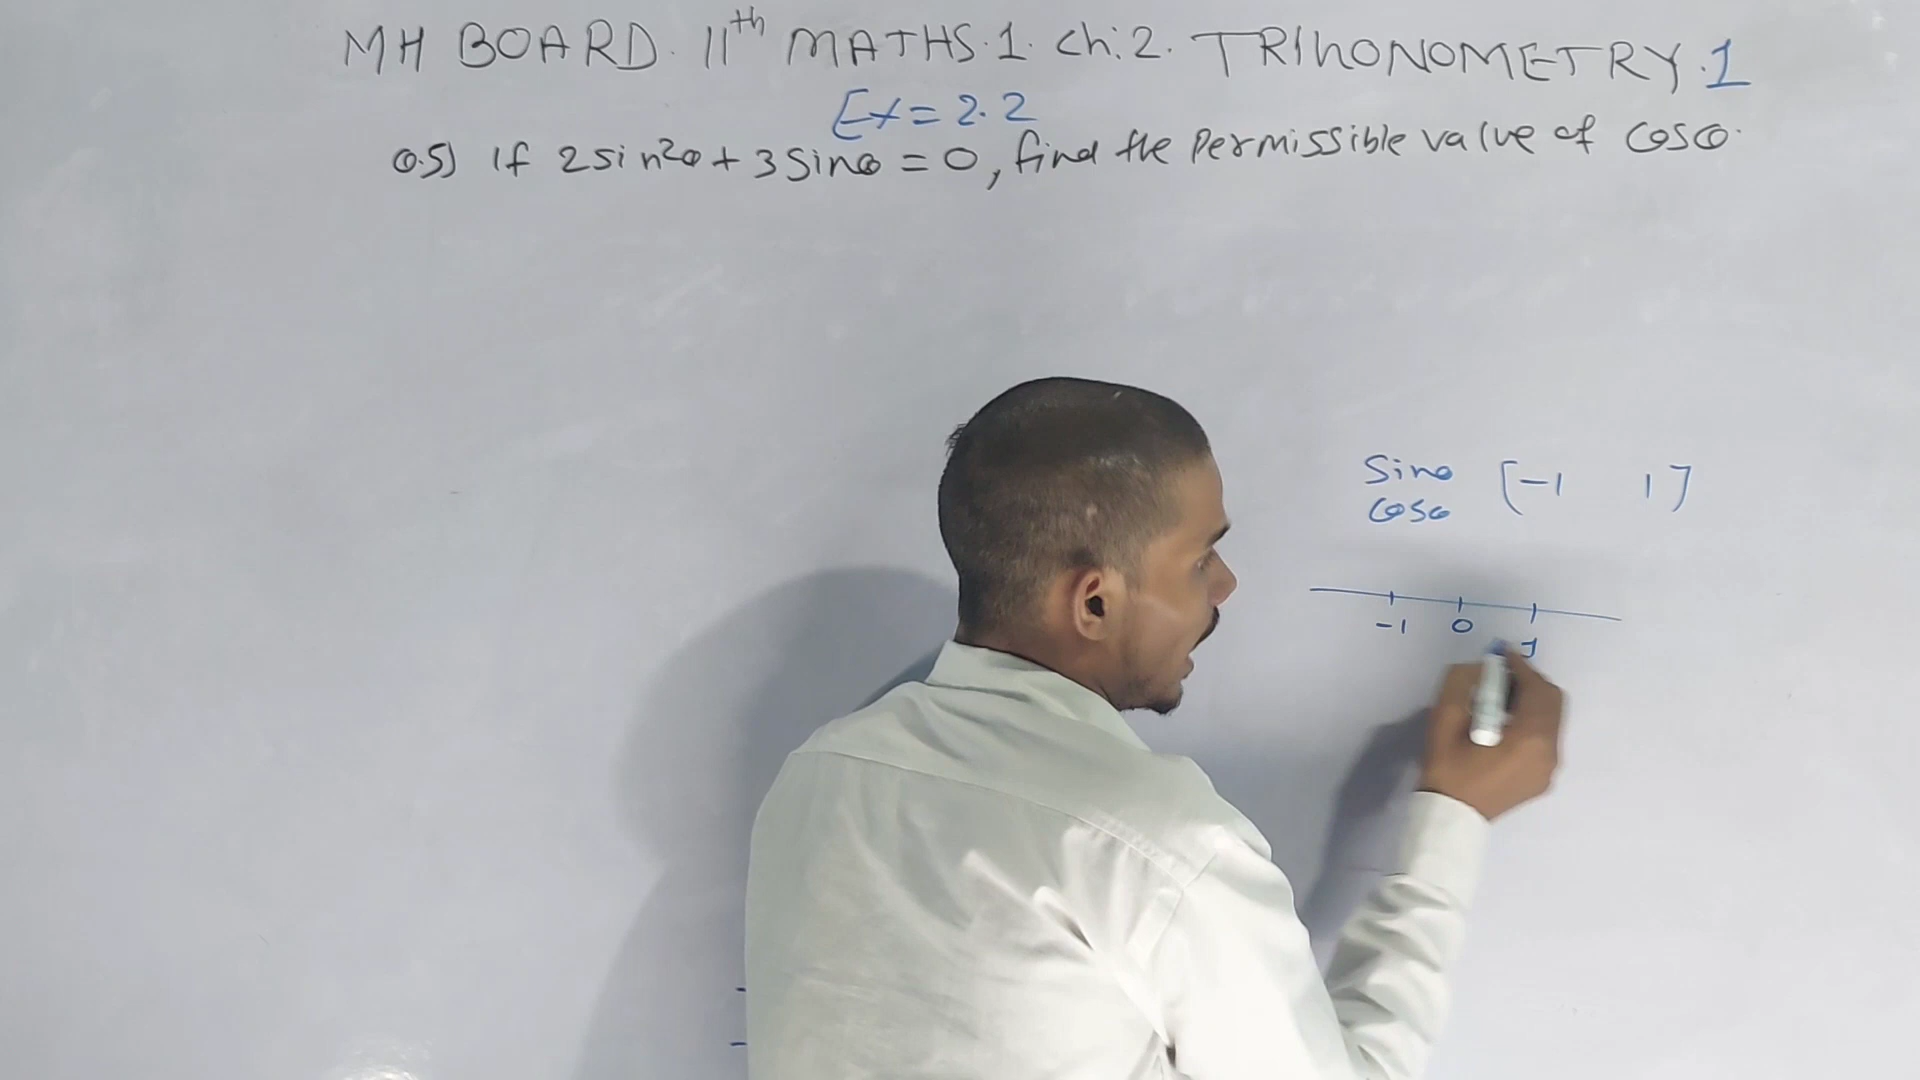 MH BOARD. 11th MATHS.1. Ch:2. TRIGONOMETRY.1
Ex = 2.2
Q.5) If 2sin²θ + 3sinθ = 0, find the permissible value of cosθ.
sinθ [-1 1]
cosθ
-1 0 1